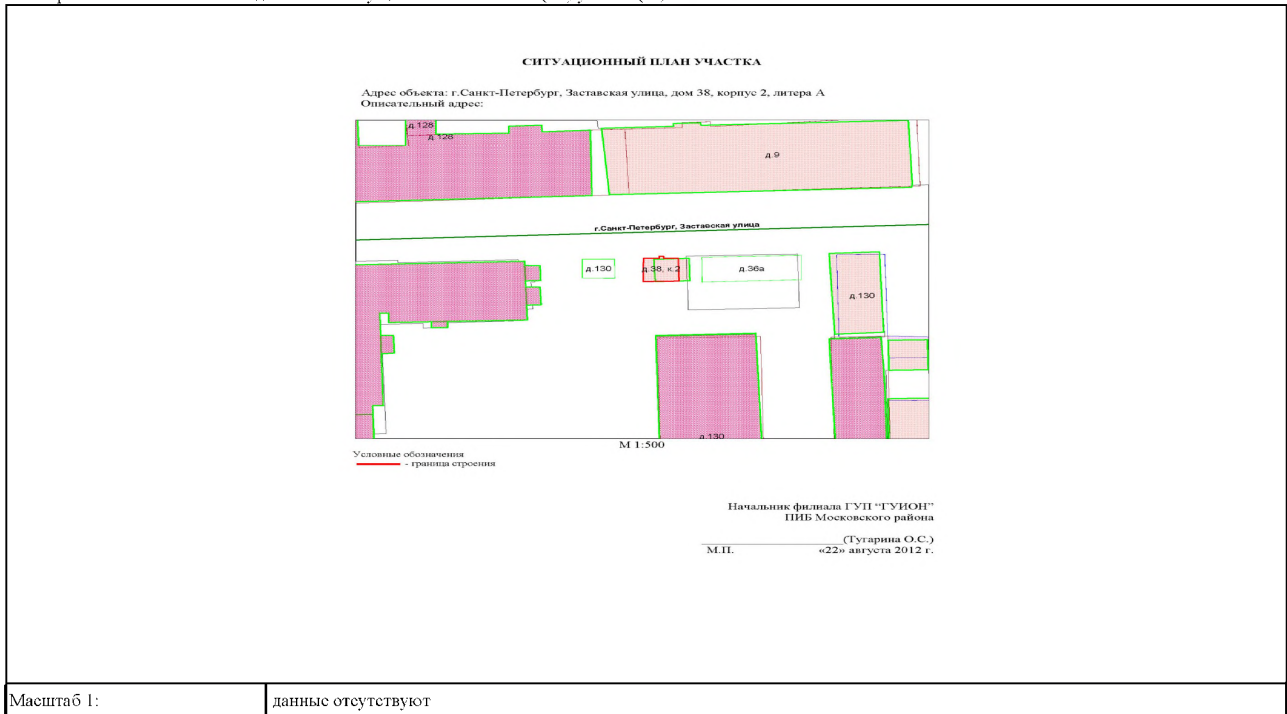 СИТУАЦИОННЫЙ ПЛАН УЧАСТКА
Адрес объекта: г.Санкт-Петербург, Заставская улица, дом 38, корпус 2, литера А
Описательный адрес:
д.128
д.128
д.9
г.Санкт-Петербург, Заставская улица
д.130
д.38, к.2
д.36а
д.130
д.130
М 1:500
Условные обозначения
- граница строения
Начальник филиала ГУП “ГУИОН”
ПИБ Московского района
(Тугарина О.С.)
М.П. «22» августа 2012 г.
Масштаб 1: данные отсутствуют